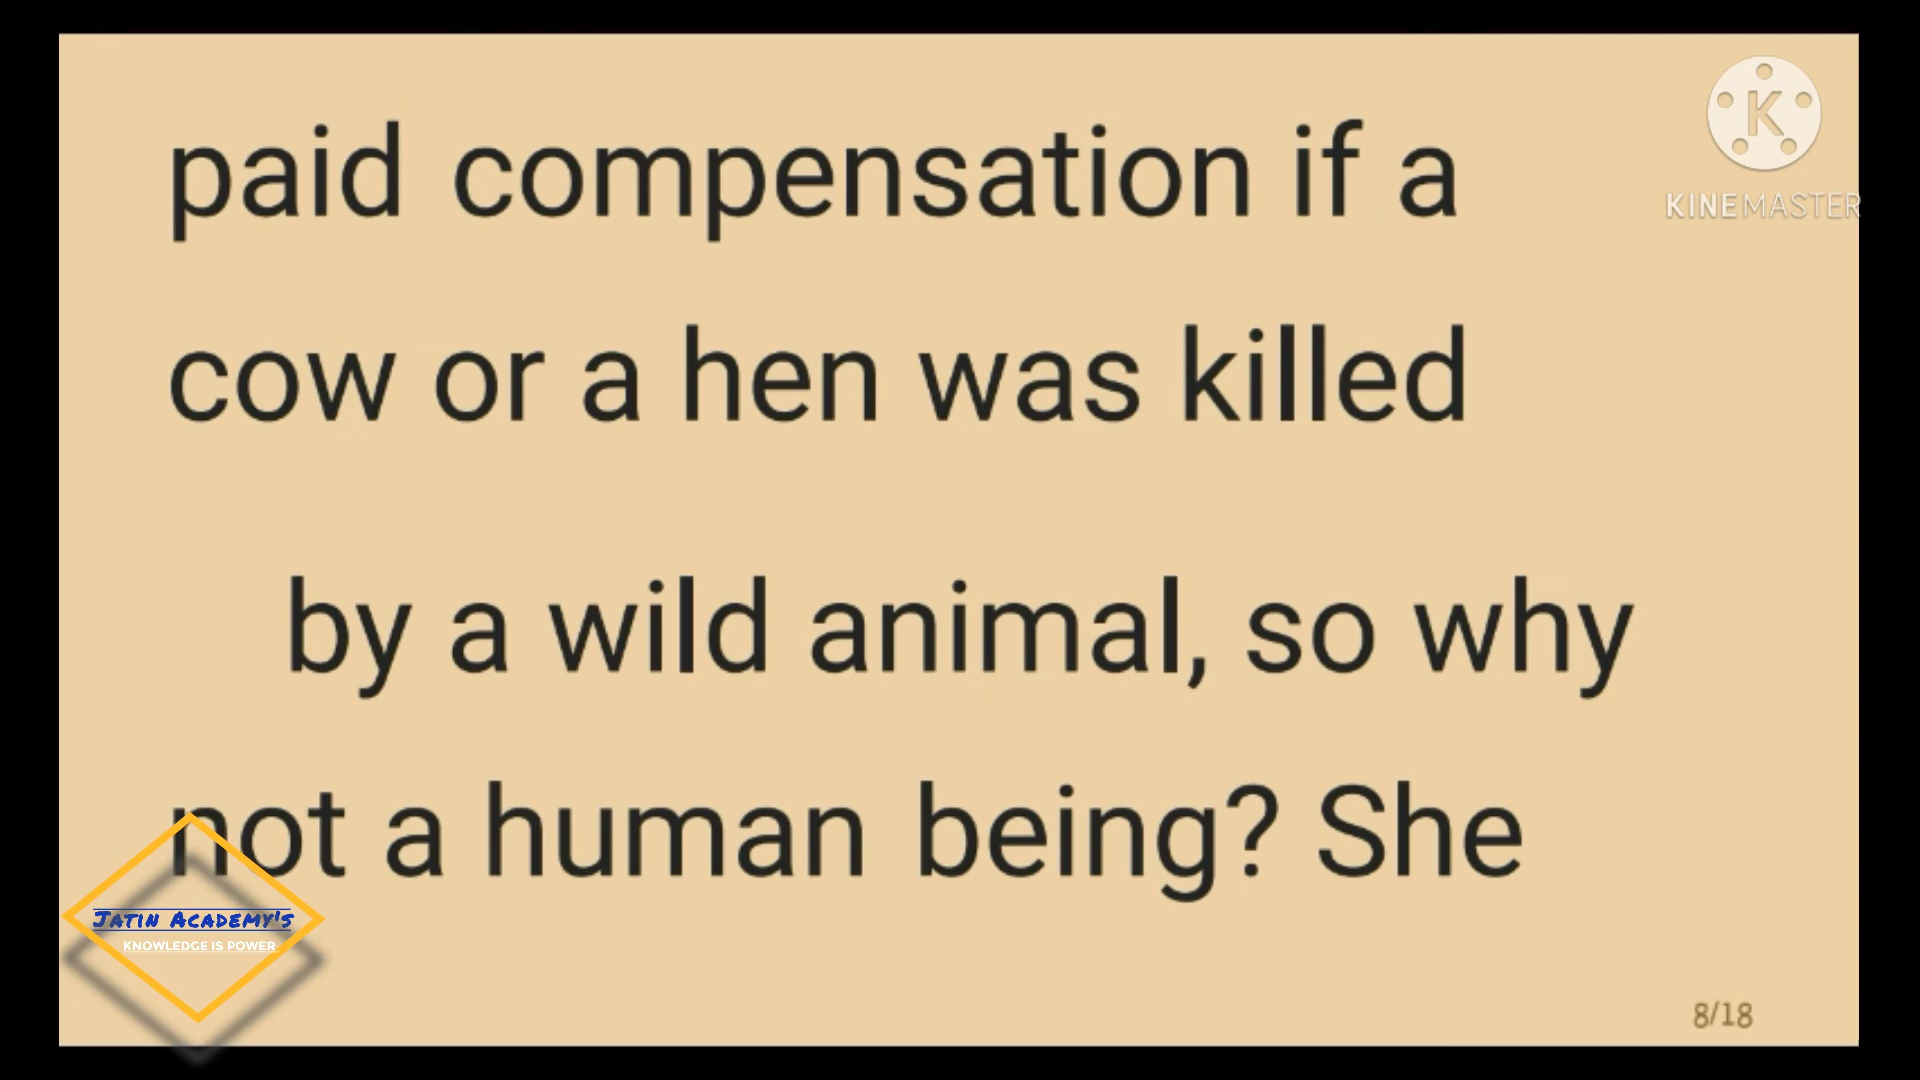 paid compensation if a
K
KINEMASTER
cow or a hen was killed
by a wild animal, so why
not a human being? She
JATIN ACADEMY'S
KNOWLEDGE IS POWER
8/18